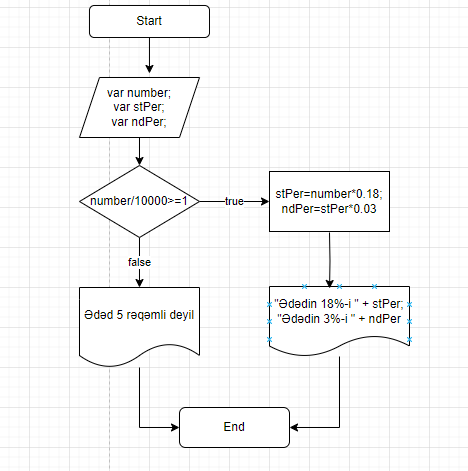 Start
var number;
var stPer;
var ndPer;
number/10000>=1
true
stPer=number*0.18;
ndPer=stPer*0.03
false
Ədəd 5 rəqəmli deyil
"Ədədin 18%-i " + stPer;
"Ədədin 3%-i " + ndPer
End